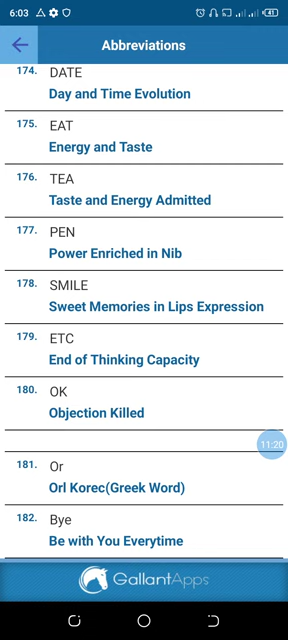 6:03
41
Abbreviations
174. DATE
Day and Time Evolution
175. EAT
Energy and Taste
176. TEA
Taste and Energy Admitted
177. PEN
Power Enriched in Nib
178. SMILE
Sweet Memories in Lips Expression
179. ETC
End of Thinking Capacity
180. OK
Objection Killed
11:20
181. Or
Orl Korec(Greek Word)
182. Bye
Be with You Everytime
GallantApps